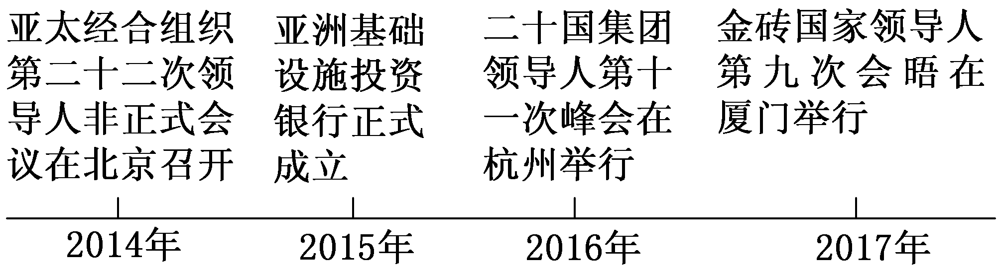 亚太经合组织
第二十二次领
导人非正式会
议在北京召开
亚洲基础
设施投资
银行正式
成立
二十国集团
领导人第十
一次峰会在
杭州举行
金砖国家领导人
第九次会晤在
厦门举行
2014年
2015年
2016年
2017年